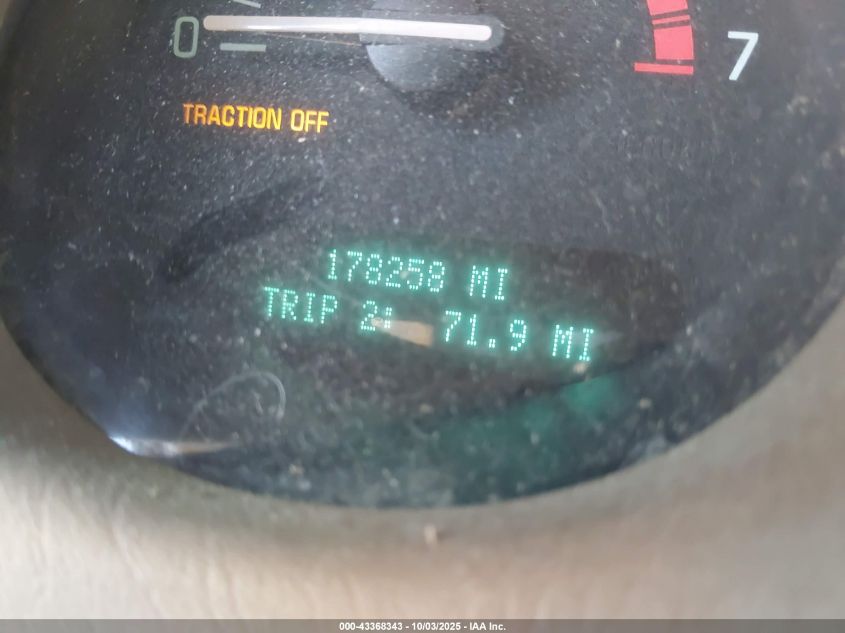 0
7
TRACTION OFF
178258 MI
TRIP 2: 71.9 MI
000-43368343 - 10/03/2025 - IAA Inc.